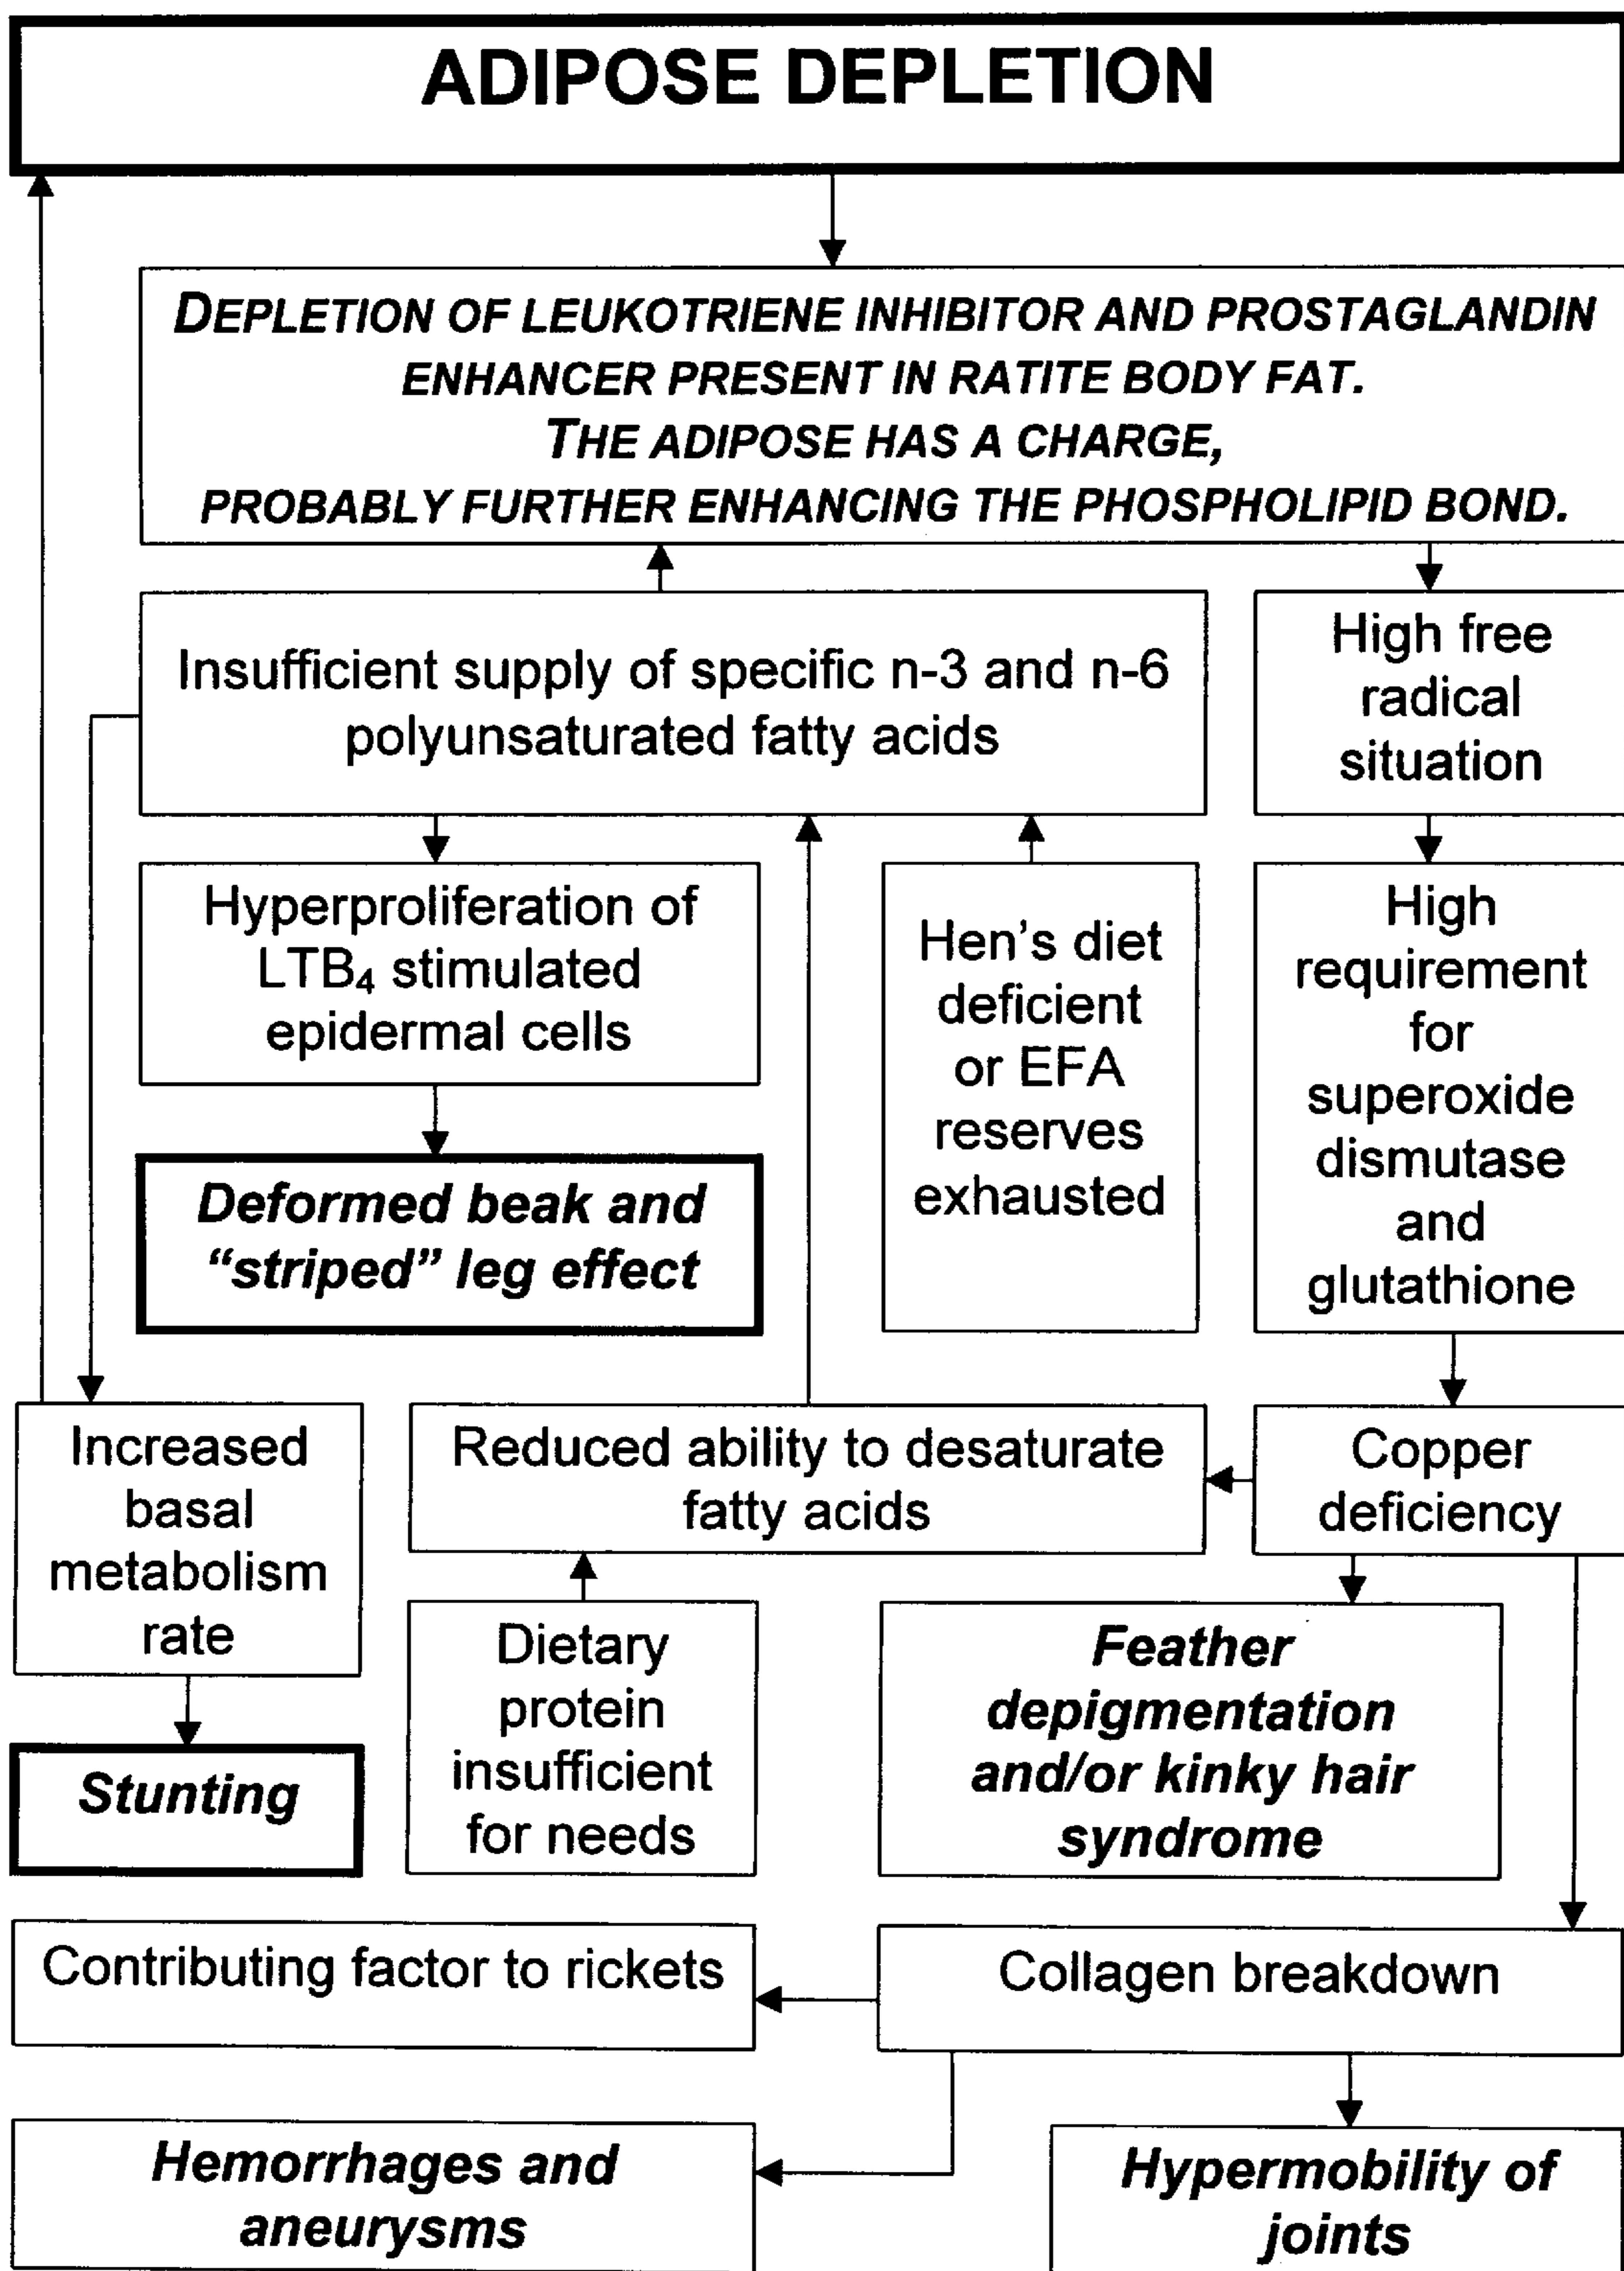 ADIPOSE DEPLETION
DEPLETION OF LEUKOTRIENE INHIBITOR AND PROSTAGLANDIN
ENHANCER PRESENT IN RATITE BODY FAT.
THE ADIPOSE HAS A CHARGE,
PROBABLY FURTHER ENHANCING THE PHOSPHOLIPID BOND.
Insufficient supply of specific n-3 and n-6
polyunsaturated fatty acids
High free
radical
situation
Hyperproliferation of
LTB₄ stimulated
epidermal cells
Hen's diet
deficient
or EFA
reserves
exhausted
High
requirement
for
superoxide
dismutase
and
glutathione
Deformed beak and
“striped” leg effect
Increased
basal
metabolism
rate
Reduced ability to desaturate
fatty acids
Copper
deficiency
Dietary
protein
insufficient
for needs
Feather
depigmentation
and/or kinky hair
syndrome
Stunting
Contributing factor to rickets
Collagen breakdown
Hemorrhages and
aneurysms
Hypermobility of
joints